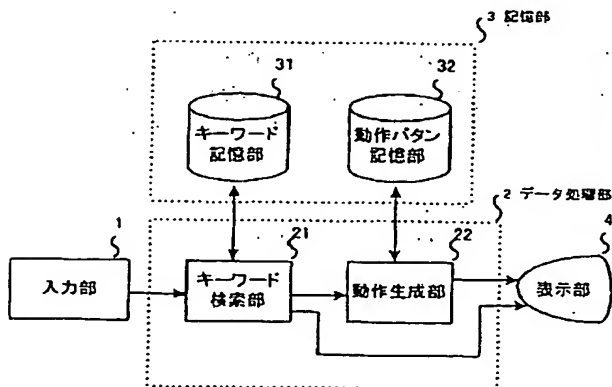 3 記憶部
31
32
キーワード
記憶部
動作パタン
記憶部
2 データ処理部
1
21
22
4
入力部
キーワード
検索部
動作生成部
表示部